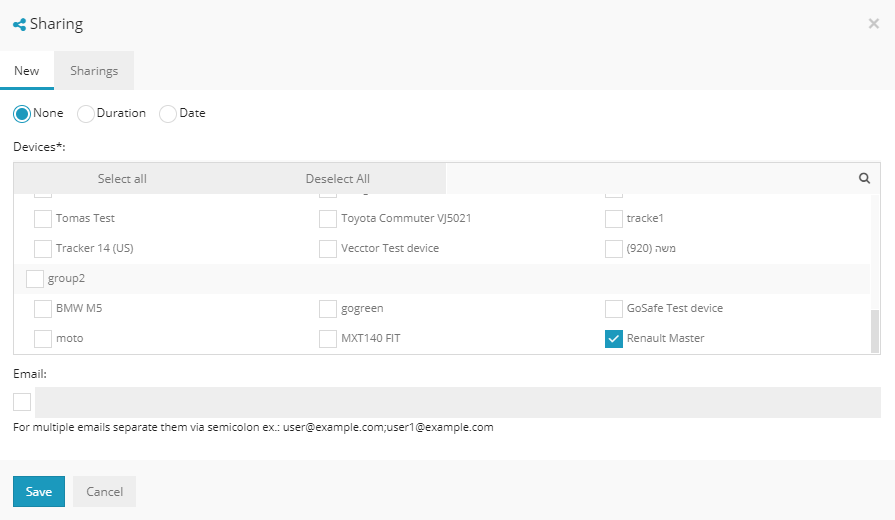 Sharing
New Sharings
None Duration Date
Devices*:
Select all Deselect All
Tomas Test Toyota Commuter VJ5021 tracke1
Tracker 14 (US) Vecctor Test device משה (920)
group2
BMW M5 gogreen GoSafe Test device
moto MXT140 FIT Renault Master
Email:
For multiple emails separate them via semicolon ex.: user@example.com;user1@example.com
Save Cancel